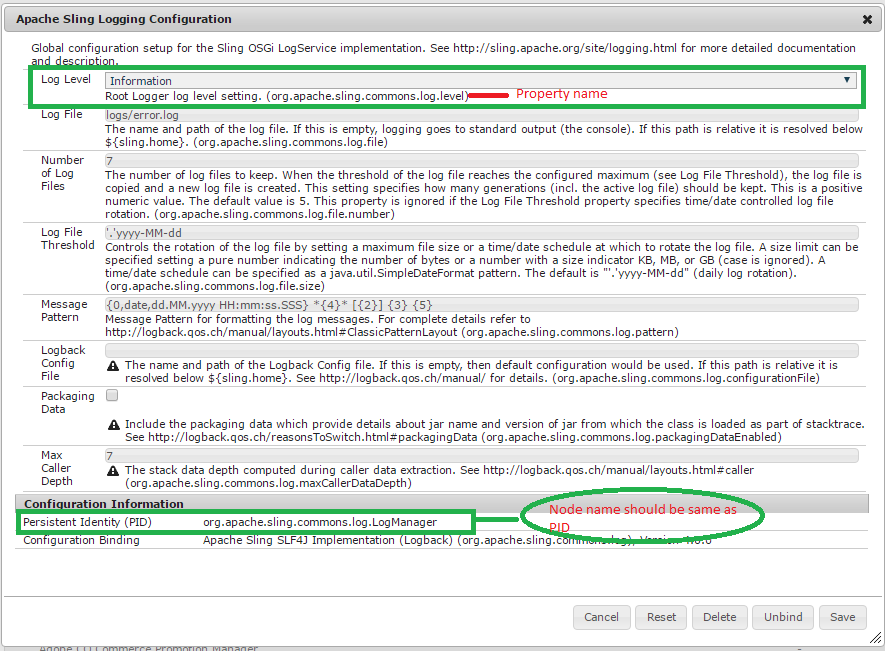 Apache Sling Logging Configuration
Global configuration setup for the Sling OSGi LogService implementation. See http://sling.apache.org/site/logging.html for more detailed documentation
and description.
Log Level
Information
Root Logger log level setting. (org.apache.sling.commons.log.level)
Property name
Log File
logs/error.log
The name and path of the log file. If this is empty, logging goes to standard output (the console). If this path is relative it is resolved below
${sling.home}. (org.apache.sling.commons.log.file)
Number
of Log
Files
7
The number of log files to keep. When the threshold of the log file reaches the configured maximum (see Log File Threshold), the log file is
copied and a new log file is created. This setting specifies how many generations (incl. the active log file) should be kept. This is a positive
numeric value. The default value is 5. This property is ignored if the Log File Threshold property specifies time/date controlled log file
rotation. (org.apache.sling.commons.log.file.number)
Log File
Threshold
'.'yyyy-MM-dd
Controls the rotation of the log file by setting a maximum file size or a time/date schedule at which to rotate the log file. A size limit can be
specified setting a pure number indicating the number of bytes or a number with a size indicator KB, MB, or GB (case is ignored). A
time/date schedule can be specified as a java.util.SimpleDateFormat pattern. The default is "'.'yyyy-MM-dd" (daily log rotation).
(org.apache.sling.commons.log.file.size)
Message
Pattern
{0,date,dd.MM.yyyy HH:mm:ss.SSS} *{4}* [{2}] {3} {5}
Message Pattern for formatting the log messages. For complete details refer to
http://logback.qos.ch/manual/layouts.html#ClassicPatternLayout (org.apache.sling.commons.log.pattern)
Logback
Config
File
The name and path of the Logback Config file. If this is empty, then default configuration would be used. If this path is relative it is
resolved below ${sling.home}. See http://logback.qos.ch/manual/ for details. (org.apache.sling.commons.log.configurationFile)
Packaging
Data
Include the packaging data which provide details about jar name and version of jar from which the class is loaded as part of stacktrace.
See http://logback.qos.ch/reasonsToSwitch.html#packagingData (org.apache.sling.commons.log.packagingDataEnabled)
Max
Caller
Depth
7
The stack data depth computed during caller data extraction. See http://logback.qos.ch/manual/layouts.html#caller
(org.apache.sling.commons.log.maxCallerDataDepth)
Configuration Information
Persistent Identity (PID)
org.apache.sling.commons.log.LogManager
Node name should be same as
PID
Configuration Binding
Apache Sling SLF4J Implementation (Logback) (org.apache.sling.commons.log), Version 4.0.0
Cancel
Reset
Delete
Unbind
Save
Adobe CQ Commerce Promotion Manager